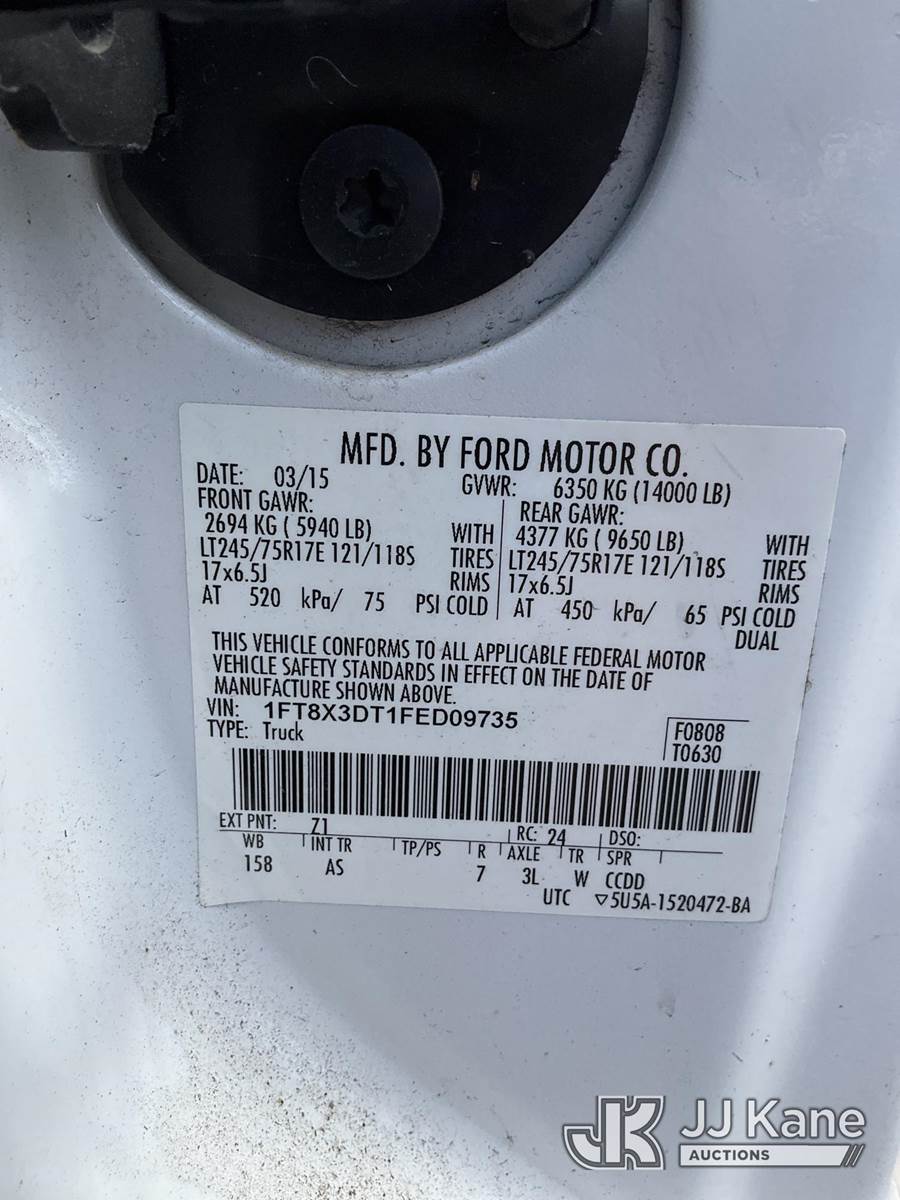 MFD. BY FORD MOTOR CO.
DATE: 03/15 GVWR: 6350 KG (14000 LB)
FRONT GAWR: REAR GAWR:
2694 KG ( 5940 LB) WITH 4377 KG ( 9650 LB) WITH
LT245/75R17E 121/118S TIRES LT245/75R17E 121/118S TIRES
17x6.5J RIMS 17x6.5J RIMS
AT 520 kPa/ 75 PSI COLD AT 450 kPa/ 65 PSI COLD
DUAL
THIS VEHICLE CONFORMS TO ALL APPLICABLE FEDERAL MOTOR
VEHICLE SAFETY STANDARDS IN EFFECT ON THE DATE OF
MANUFACTURE SHOWN ABOVE.
VIN: 1FT8X3DT1FED09735 F0808
TYPE: Truck T0630
EXT PNT: Z1 RC: 24 DSO:
WB INT TR TP/PS R AXLE TR SPR
158 AS 7 3L W CCDD
UTC ▽5U5A-1520472-BA
JK JJ Kane
AUCTIONS